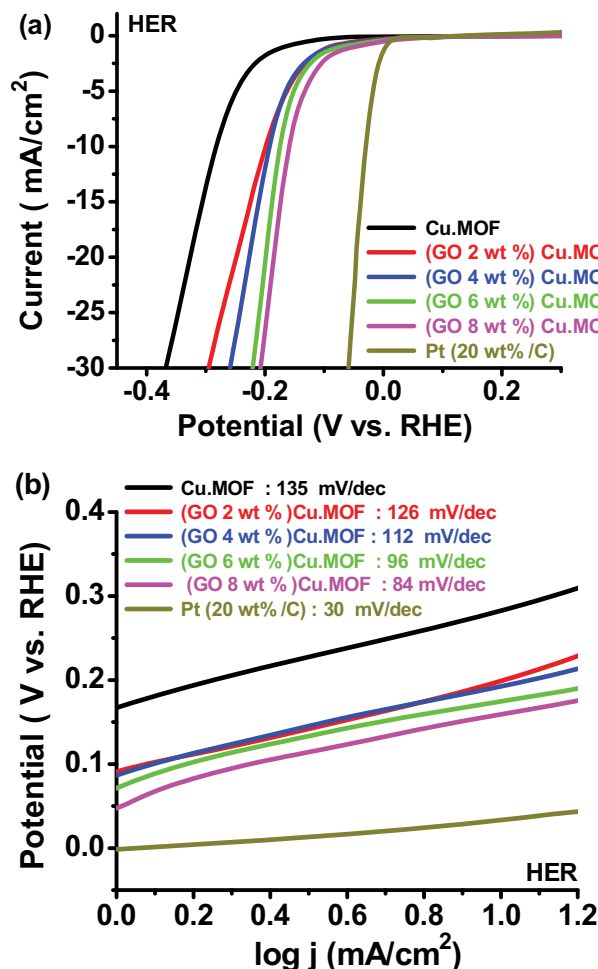 (a)
HER
Current ( mA/cm²)
0
-5
-10
-15
-20
-25
-30
Cu.MOF
(GO 2 wt %) Cu.MO
(GO 4 wt %) Cu.MO
(GO 6 wt %) Cu.MO
(GO 8 wt %) Cu.MO
Pt (20 wt% /C)
-0.4 -0.2 0.0 0.2
Potential (V vs. RHE)
(b)
Cu.MOF : 135 mV/dec
(GO 2 wt % )Cu.MOF : 126 mV/dec
(GO 4 wt % )Cu.MOF : 112 mV/dec
(GO 6 wt % )Cu.MOF : 96 mV/dec
(GO 8 wt % )Cu.MOF : 84 mV/dec
Pt (20 wt% /C) : 30 mV/dec
Potential ( V vs. RHE)
0.4
0.3
0.2
0.1
0.0
HER
0.0 0.2 0.4 0.6 0.8 1.0 1.2
log j (mA/cm²)